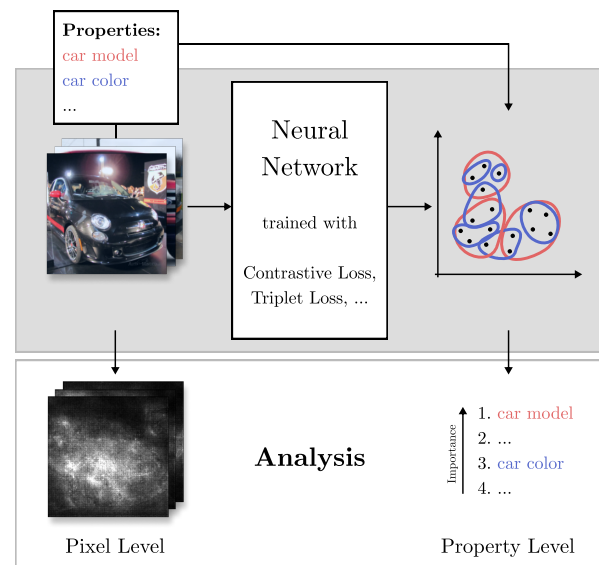 Properties:
car model
car color
...
Neural
Network
trained with
Contrastive Loss,
Triplet Loss, ...
Analysis
Importance
1. car model
2. ...
3. car color
4. ...
Pixel Level
Property Level